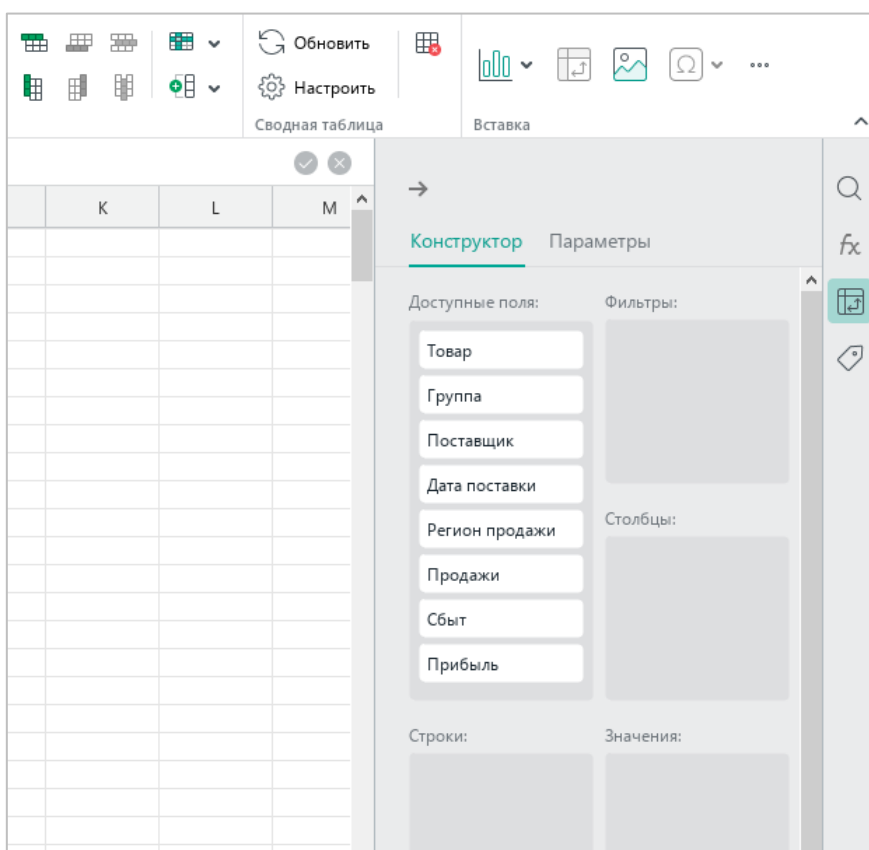 Обновить
Настроить
Сводная таблица
Вставка
K L M
Конструктор Параметры
fx
Доступные поля: Фильтры:
Товар
Группа
Поставщик
Дата поставки
Регион продажи
Столбцы:
Продажи
Сбыт
Прибыль
Строки: Значения: